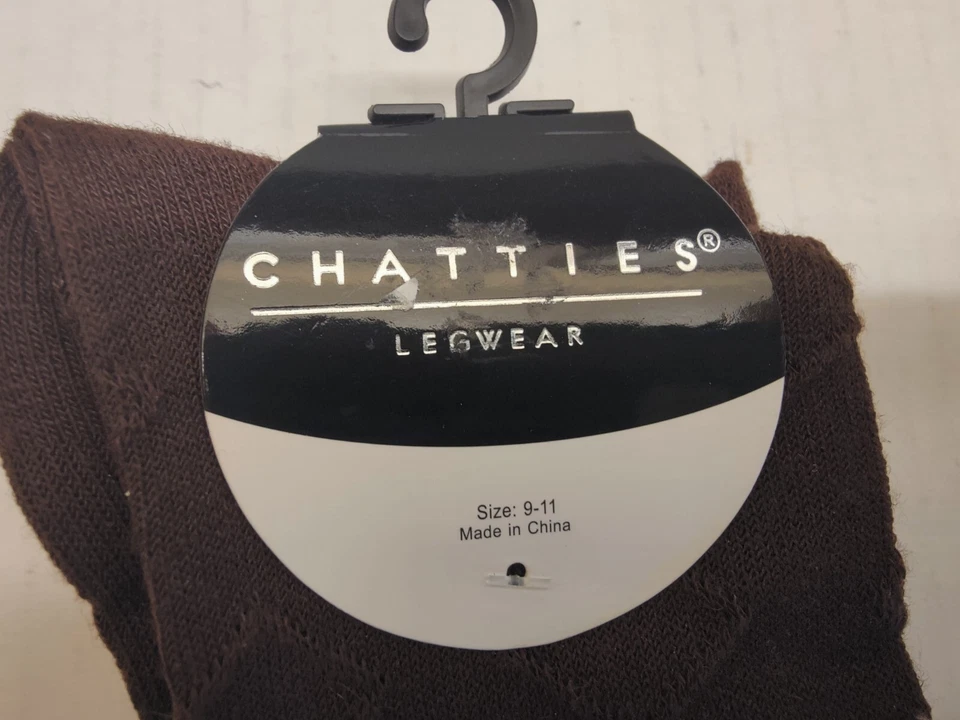 CHATTIES®
LEGWEAR
Size: 9-11
Made in China